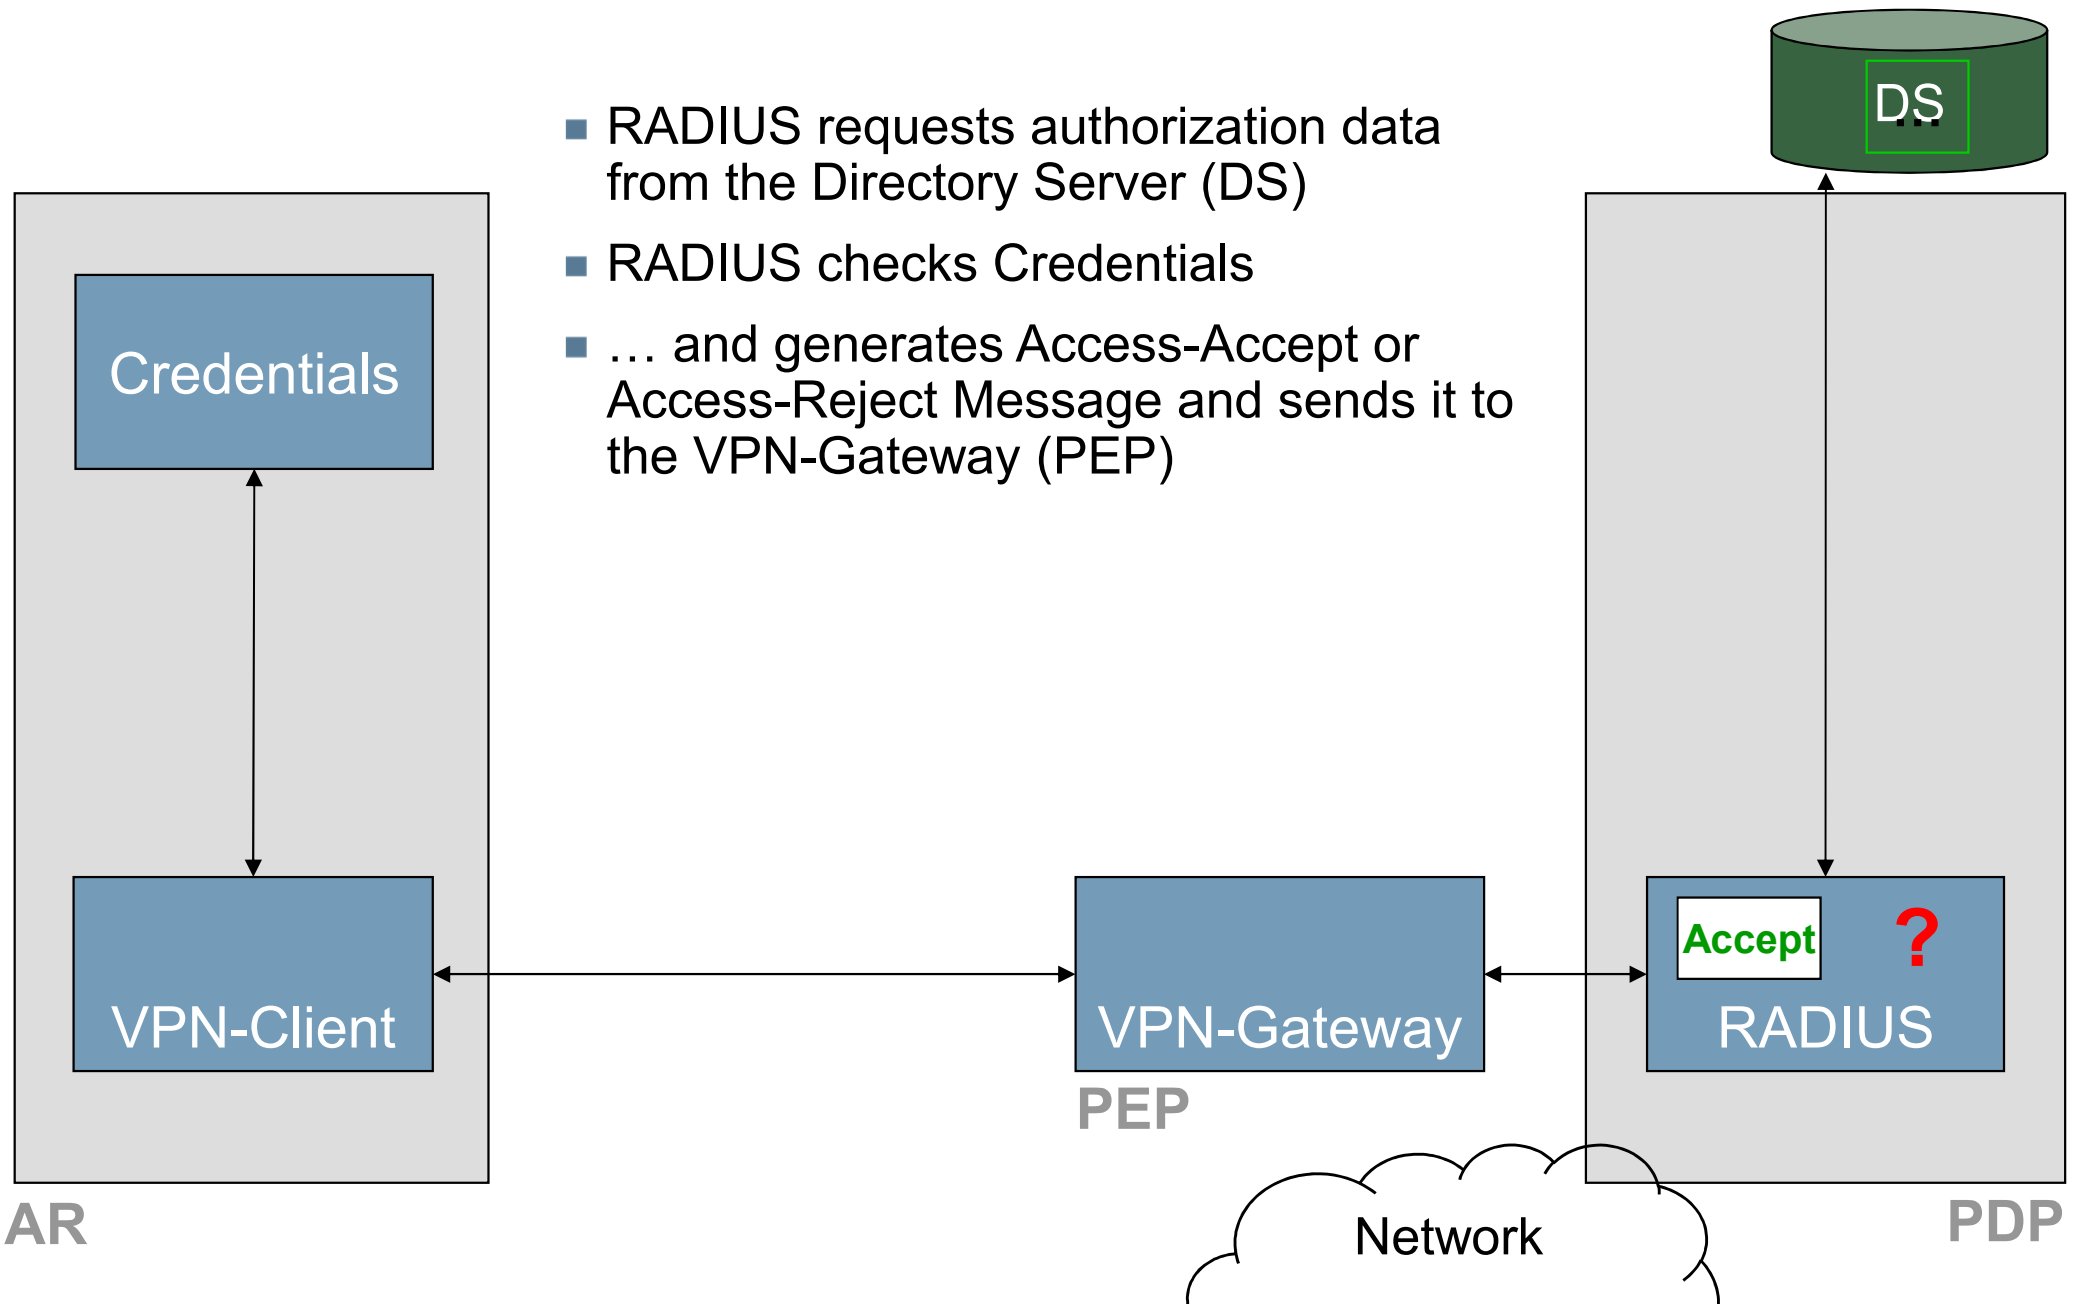 DS
...
RADIUS requests authorization data
from the Directory Server (DS)
RADIUS checks Credentials
… and generates Access-Accept or
Access-Reject Message and sends it to
the VPN-Gateway (PEP)
Credentials
VPN-Client
VPN-Gateway
Accept
?
RADIUS
PEP
AR
PDP
Network